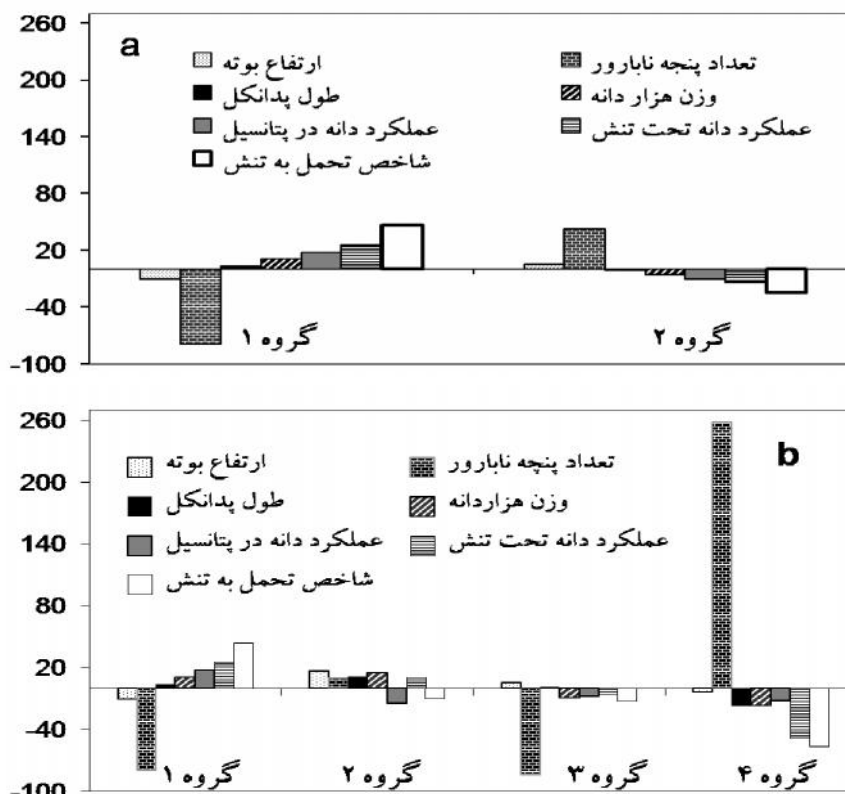 260
a
ارتفاع بوته
تعداد پنجه نابارور
200
طول پدانکل
وزن هزار دانه
140
عملکرد دانه در پتانسیل
عملکرد دانه تحت تنش
شاخص تحمل به تنش
80
20
-40
گروه ۱
گروه ۲
-100
260
b
ارتفاع بوته
تعداد پنچه نابارور
200
طول پدانکل
وزن هزاردانه
140
عملکرد دانه در پتانسیل
عملکرد دانه تحت تنش
شاخص تحمل به تنش
80
20
-40
گروه ۱
گروه ۲
گروه ۳
گروه ۴
-100